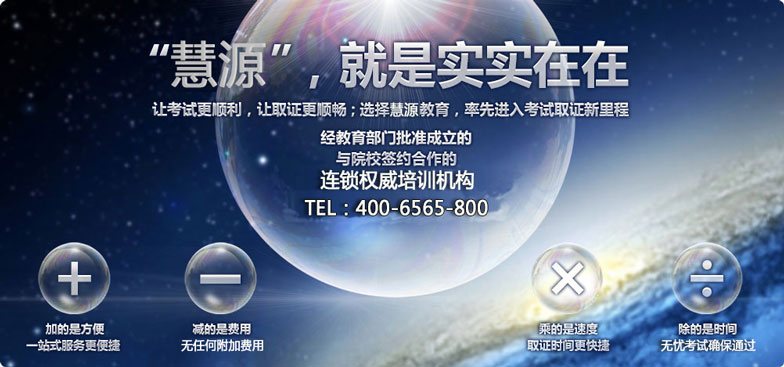 “慧源”，就是实实在在
让考试更顺利，让取证更顺畅；选择慧源教育，率先进入考试取证新里程
经教育部门批准成立的
与院校签约合作的
连锁权威培训机构
TEL：400-6565-800
+ − × ÷
加的是方便 减的是费用 乘的是速度 除的是时间
一站式服务更便捷 无任何附加费用 取证时间更快捷 无忧考试确保通过